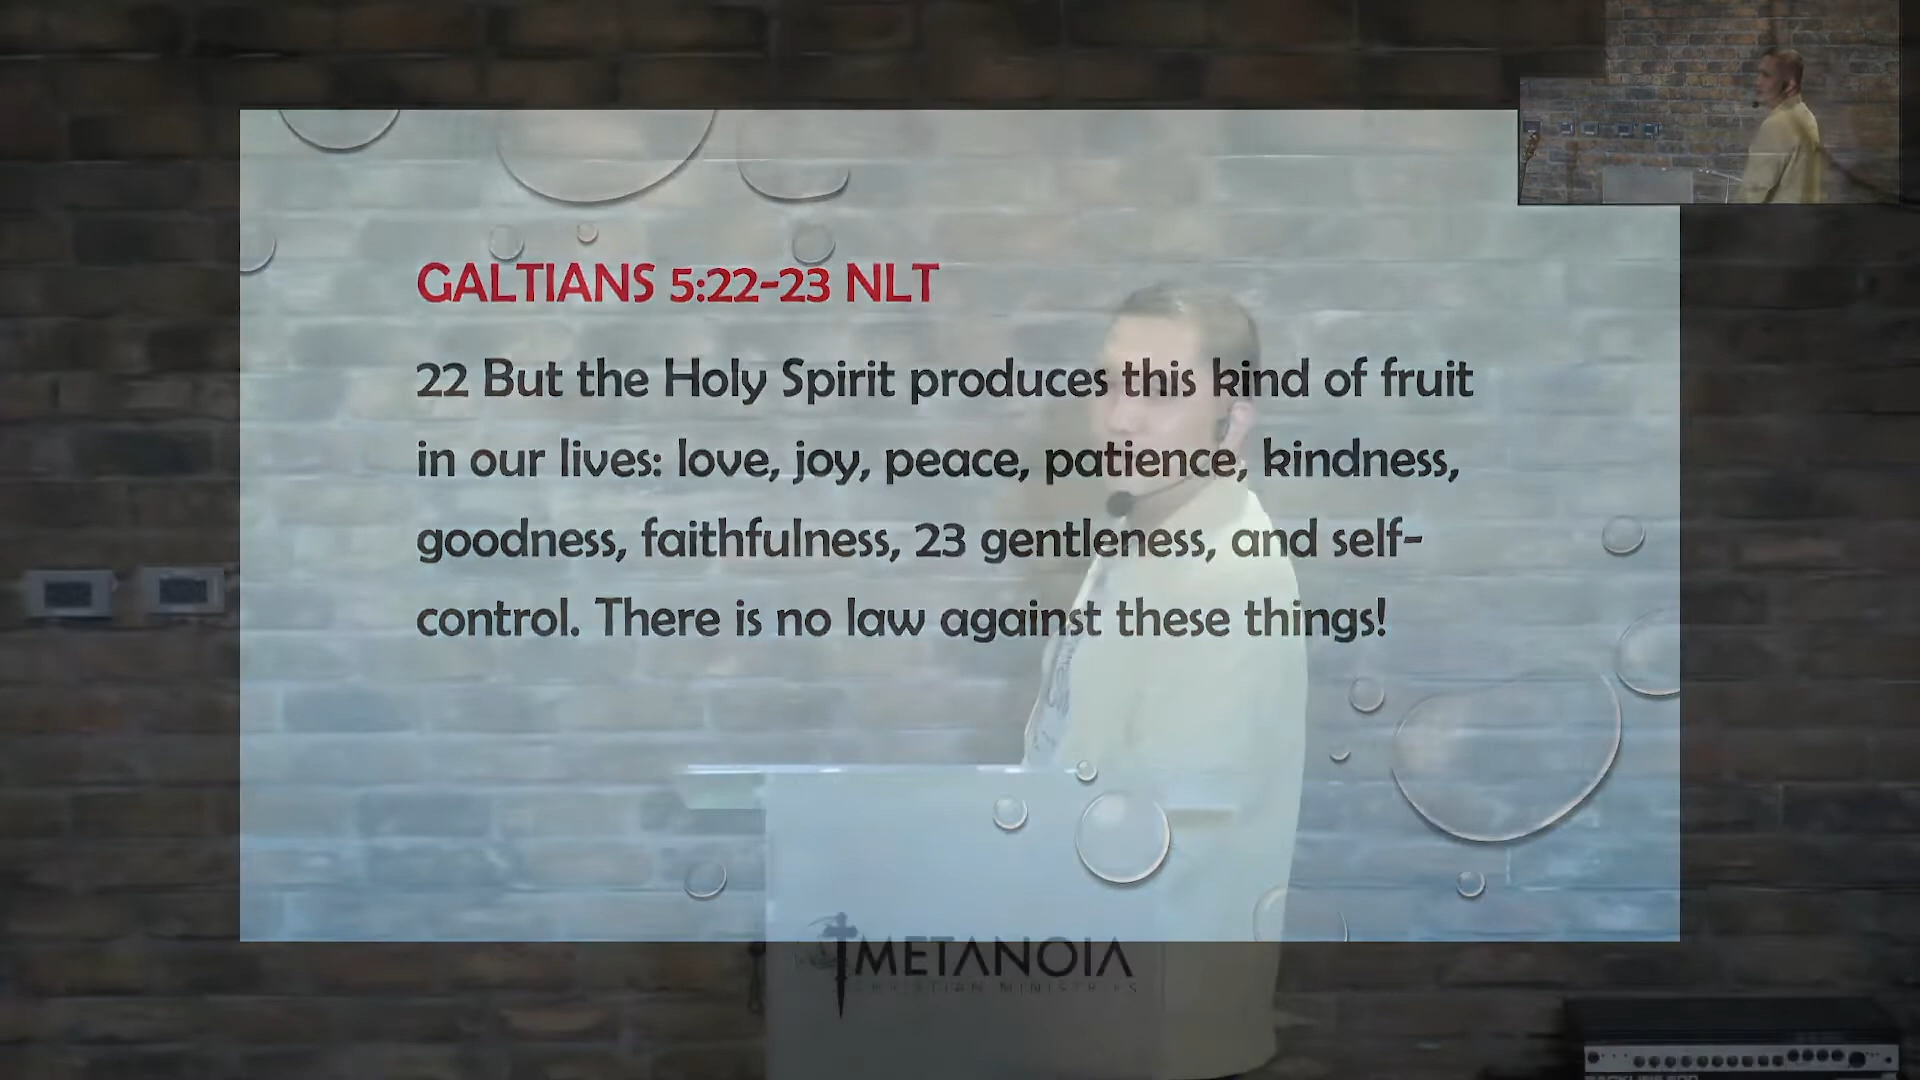 GALTIANS 5:22-23 NLT
22 But the Holy Spirit produces this kind of fruit
in our lives: love, joy, peace, patience, kindness,
goodness, faithfulness, 23 gentleness, and self-
control. There is no law against these things!
METANOIA
CHRISTIAN MINISTRIES